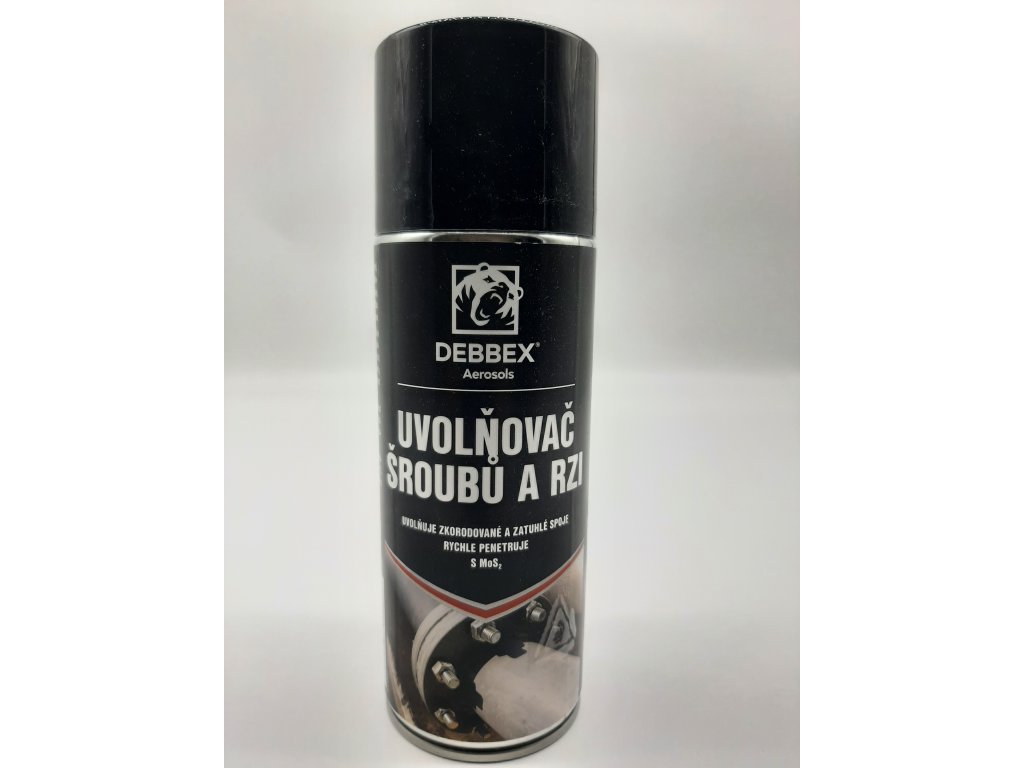 DEBBEX®
Aerosols
UVOLŇOVAČ
ŠROUBŮ A RZI
UVOLŇUJE ZKORODOVANÉ A ZATUHLÉ SPOJE
RYCHLE PENETRUJE
S MoS₂